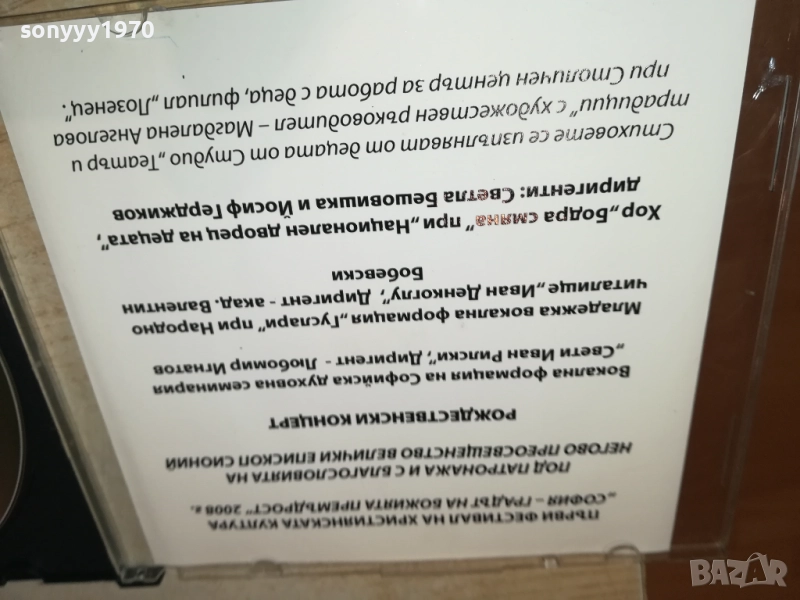 sonyyy1970
ПЪРВИ ФЕСТИВАЛ НА ХРИСТИЯНСКАТА КУЛТУРА
„СОФИЯ – ГРАДЪТ НА БОЖИЯТА ПРЕМЪДРОСТ" 2008 г.
ПОД ПАТРОНАЖА И С БЛАГОСЛОВИЯТА НА
НЕГОВО ПРЕОСВЕЩЕНСТВО ВЕЛИЧКИ ЕПИСКОП СИОНИЙ
РОЖДЕСТВЕНСКИ КОНЦЕРТ
Вокална формация на Софийска духовна семинария
„Свети Иван Рилски", Диригент - Любомир Игнатов
Младежка вокална формация „Гуслари" при Народно
читалище „Иван Денкоглу", Диригент - акад. Валентин
Бобевски
Хор „Бодра смяна" при „Национален дворец на децата",
диригенти: Светла Бешовишка и Йосиф Герджиков
Стиховете се изпълняват от децата от Студио „Театър и
традиции" с художествен ръководител – Магдалена Ангелова
при Столичен център за работа с деца, филиал „Лозенец".
BAZAR